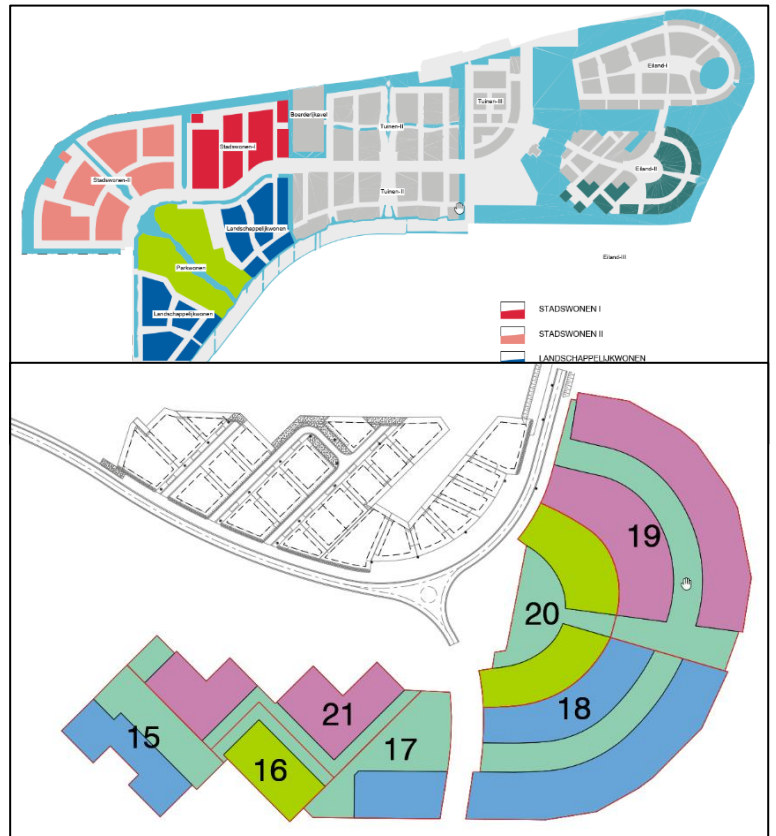 Eiland-I
Boerderijkavel
Tuinen-III
Tuinen-II
Stadswonen-I
Eiland-II
Stadswonen-II
Tuinen-II
Landschappelijkwonen
Parkwonen
Eiland-III
Landschappelijkwonen
STADSWONEN I
STADSWONEN II
LANDSCHAPPELIJKWONEN
19
20
18
21
15
17
16